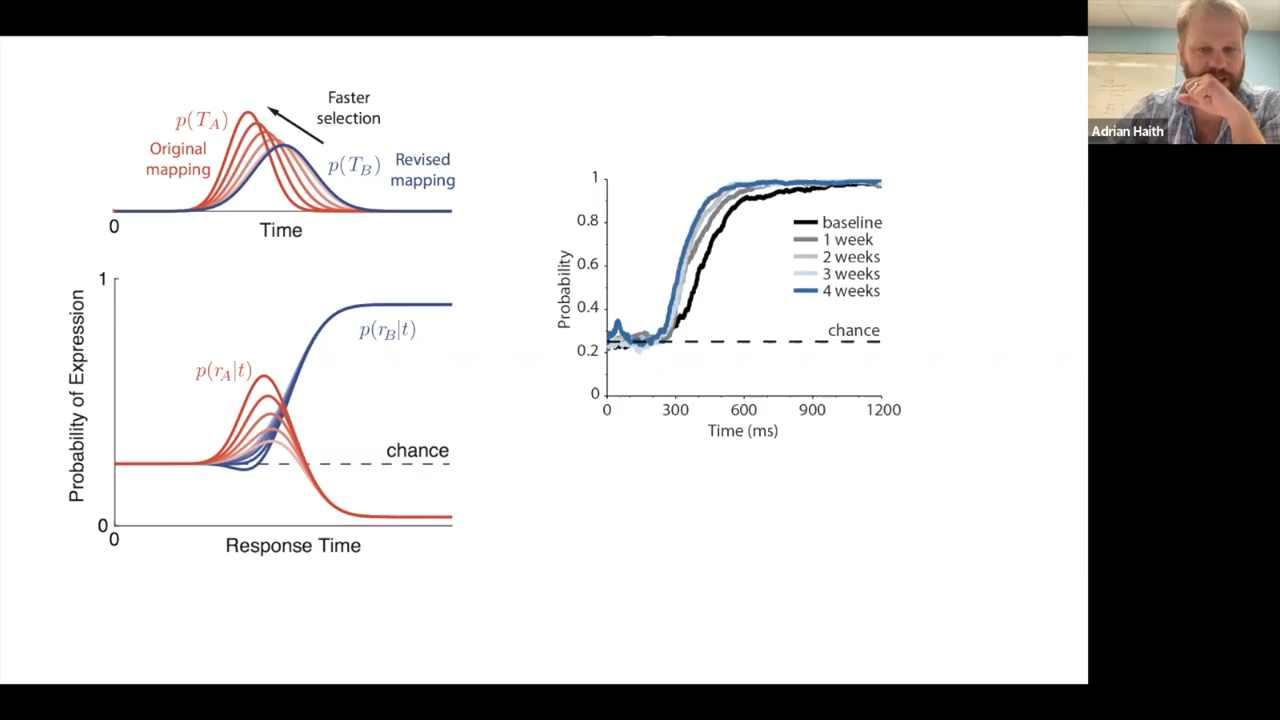 Faster
selection
p(T_A)
Original
mapping
p(T_B)
Revised
mapping
0
Time
1
Probability of Expression
p(r_B|t)
p(r_A|t)
chance
0
0
Response Time
1
0.8
0.6
0.4
0.2
0
Probability
baseline
1 week
2 weeks
3 weeks
4 weeks
chance
0 300 600 900 1200
Time (ms)
Adrian Haith